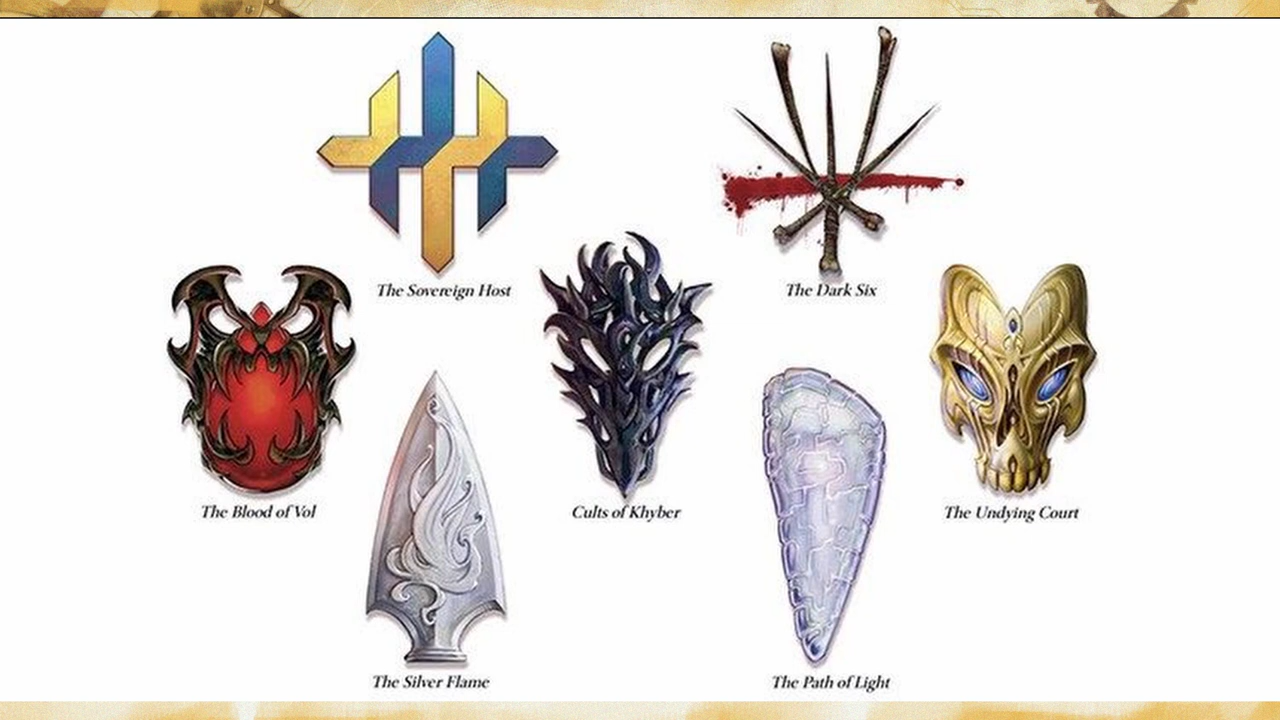 The Sovereign Host
The Dark Six
The Blood of Vol
Cults of Khyber
The Undying Court
The Silver Flame
The Path of Light